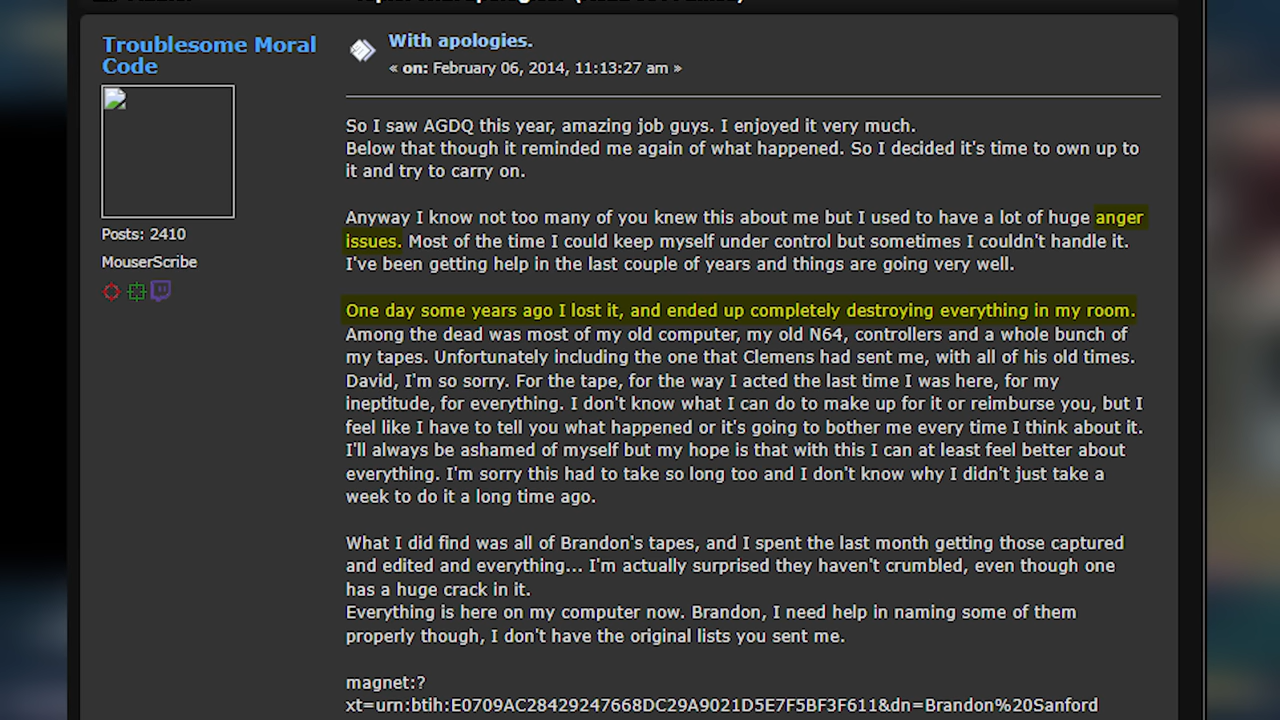 Troublesome Moral
Code
Posts: 2410
MouserScribe
With apologies.
« on: February 06, 2014, 11:13:27 am »
So I saw AGDQ this year, amazing job guys. I enjoyed it very much.
Below that though it reminded me again of what happened. So I decided it's time to own up to
it and try to carry on.
Anyway I know not too many of you knew this about me but I used to have a lot of huge anger
issues. Most of the time I could keep myself under control but sometimes I couldn't handle it.
I've been getting help in the last couple of years and things are going very well.
One day some years ago I lost it, and ended up completely destroying everything in my room.
Among the dead was most of my old computer, my old N64, controllers and a whole bunch of
my tapes. Unfortunately including the one that Clemens had sent me, with all of his old times.
David, I'm so sorry. For the tape, for the way I acted the last time I was here, for my
ineptitude, for everything. I don't know what I can do to make up for it or reimburse you, but I
feel like I have to tell you what happened or it's going to bother me every time I think about it.
I'll always be ashamed of myself but my hope is that with this I can at least feel better about
everything. I'm sorry this had to take so long too and I don't know why I didn't just take a
week to do it a long time ago.
What I did find was all of Brandon's tapes, and I spent the last month getting those captured
and edited and everything... I'm actually surprised they haven't crumbled, even though one
has a huge crack in it.
Everything is here on my computer now. Brandon, I need help in naming some of them
properly though, I don't have the original lists you sent me.
magnet:?
xt=urn:btih:E0709AC28429247668DC29A9021D5E7F5BF3F611&dn=Brandon%20Sanford